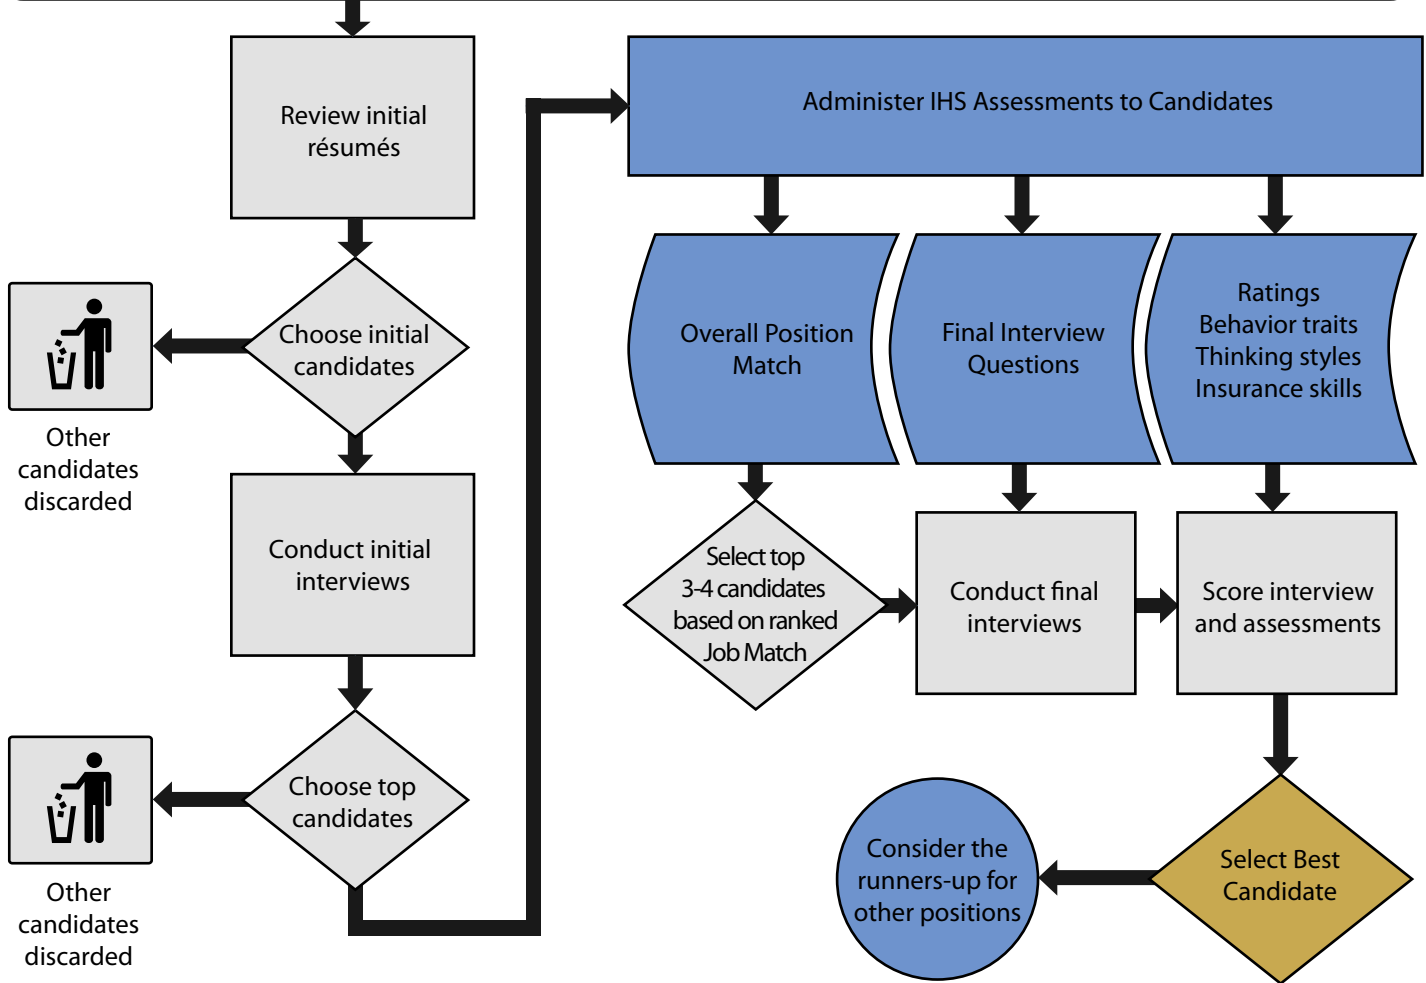 Review initial
résumés
Choose initial
candidates
Other
candidates
discarded
Conduct initial
interviews
Choose top
candidates
Other
candidates
discarded
Administer IHS Assessments to Candidates
Overall Position
Match
Final Interview
Questions
Ratings
Behavior traits
Thinking styles
Insurance skills
Select top
3-4 candidates
based on ranked
Job Match
Conduct final
interviews
Score interview
and assessments
Select Best
Candidate
Consider the
runners-up for
other positions